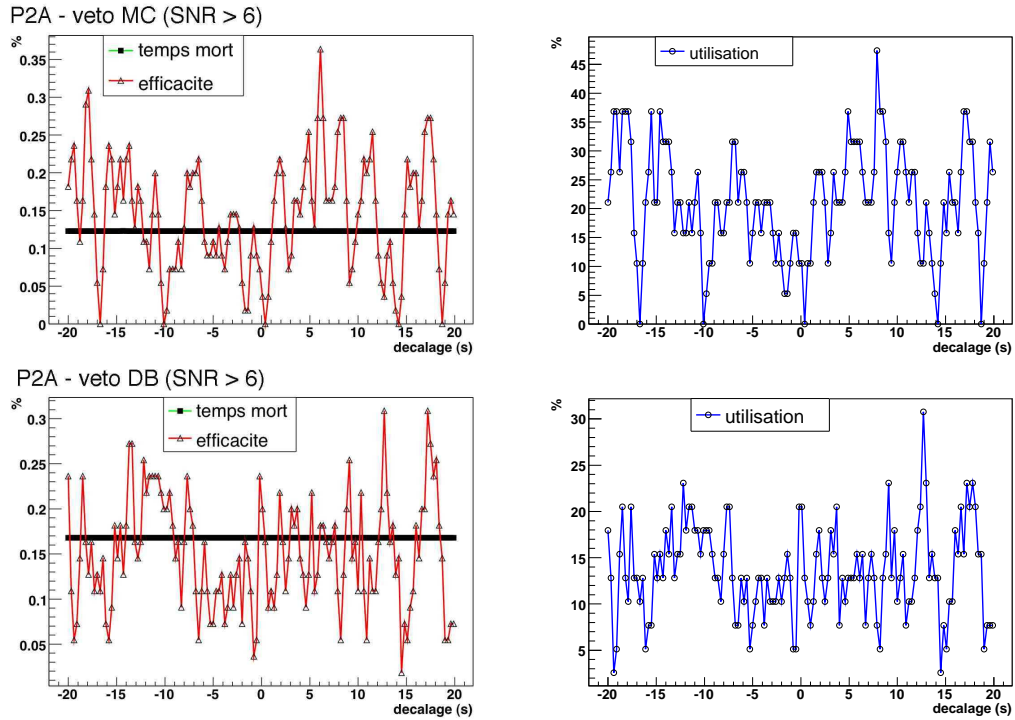 P2A - veto MC (SNR > 6)
%
temps mort
efficacite
0.35
0.3
0.25
0.2
0.15
0.1
0.05
0
-20 -15 -10 -5 0 5 10 15 20
decalage (s)
%
utilisation
45
40
35
30
25
20
15
10
5
0
-20 -15 -10 -5 0 5 10 15 20
decalage (s)
P2A - veto DB (SNR > 6)
%
temps mort
efficacite
0.3
0.25
0.2
0.15
0.1
0.05
-20 -15 -10 -5 0 5 10 15 20
decalage (s)
%
utilisation
30
25
20
15
10
5
-20 -15 -10 -5 0 5 10 15 20
decalage (s)